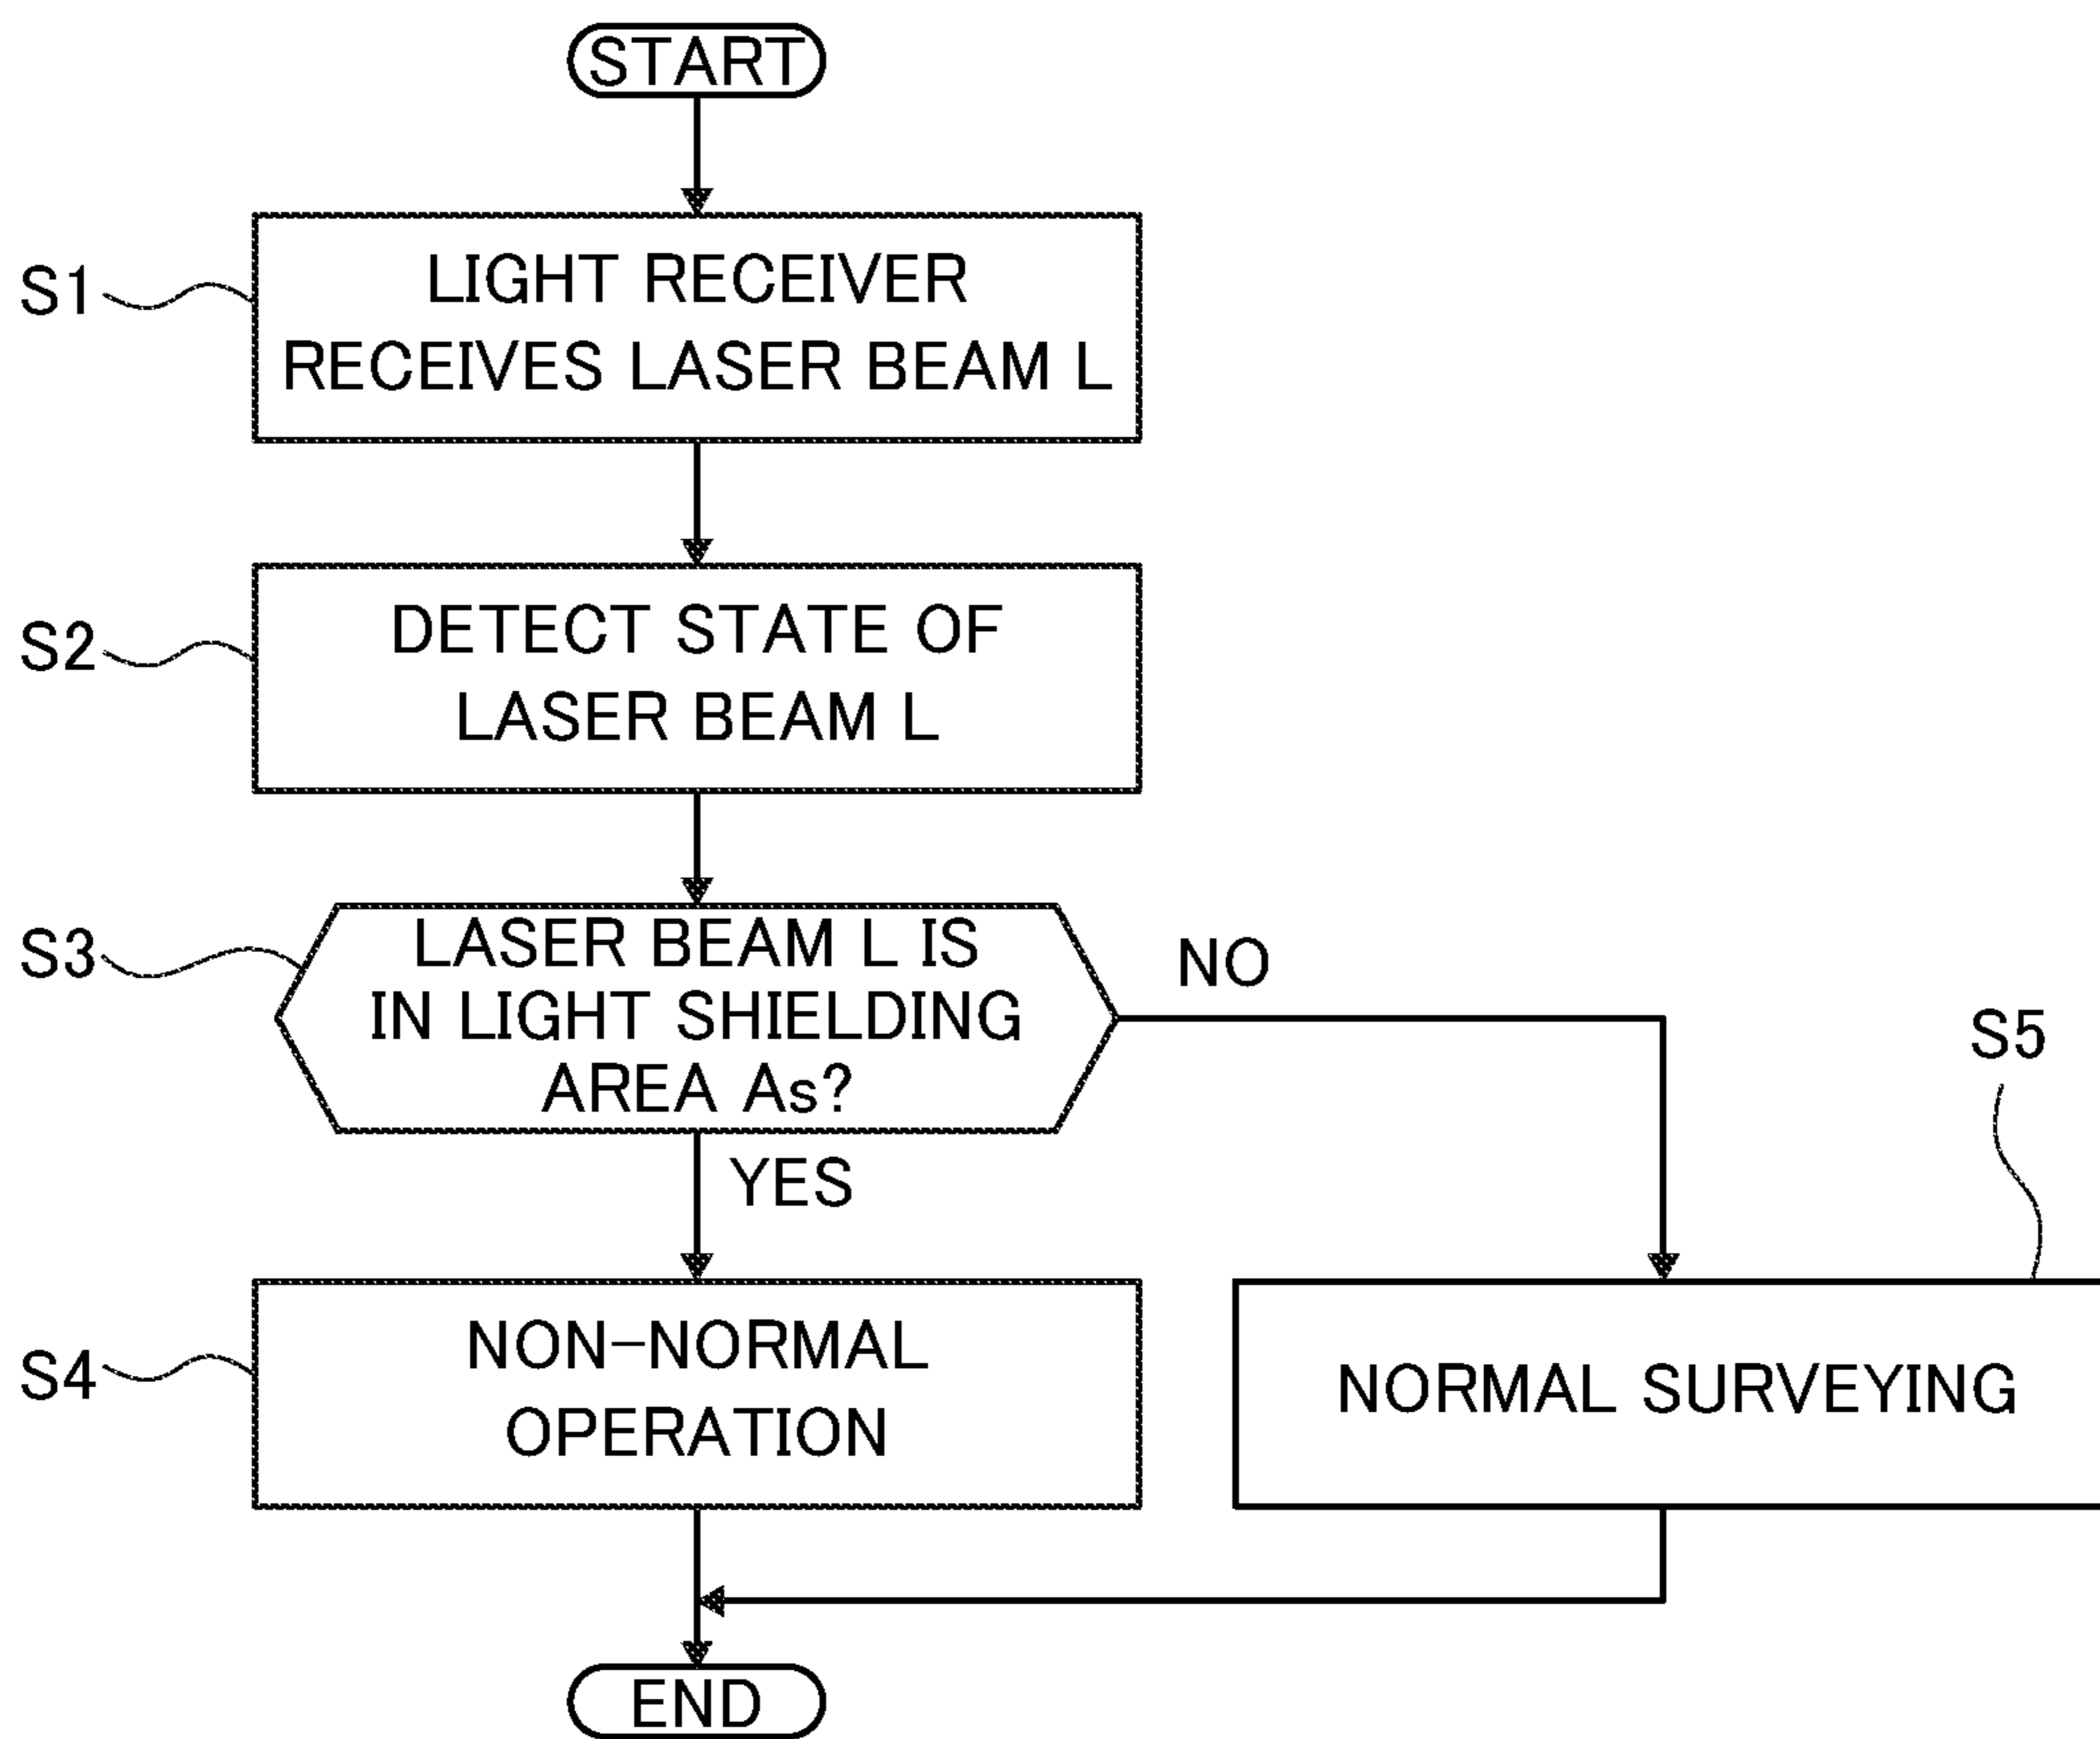 START
S1
LIGHT RECEIVER
RECEIVES LASER BEAM L
S2
DETECT STATE OF
LASER BEAM L
S3
LASER BEAM L IS
IN LIGHT SHIELDING
AREA As?
NO
YES
S5
S4
NON-NORMAL
OPERATION
NORMAL SURVEYING
END